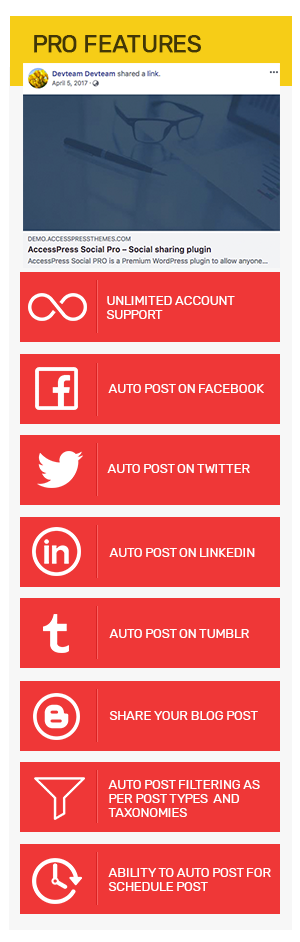 PRO FEATURES
Devteam Devteam shared a link.
April 5, 2017 ·
DEMO.ACCESSPRESSTHEMES.COM
AccessPress Social Pro – Social sharing plugin
AccessPress Social PRO is a Premium WordPress plugin to allow anyone...
UNLIMITED ACCOUNT
SUPPORT
f
AUTO POST ON FACEBOOK
AUTO POST ON TWITTER
in
AUTO POST ON LINKEDIN
t
AUTO POST ON TUMBLR
B
SHARE YOUR BLOG POST
AUTO POST FILTERING AS
PER POST TYPES AND
TAXONOMIES
ABILITY TO AUTO POST FOR
SCHEDULE POST